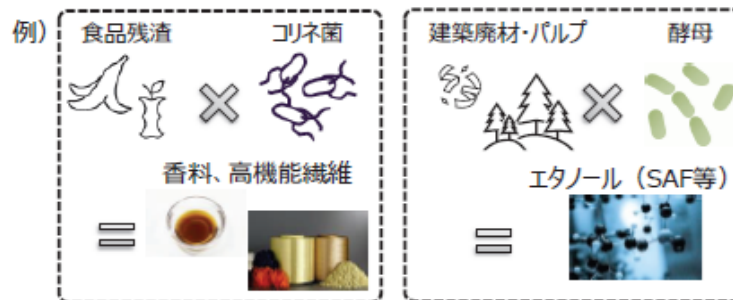 例)
食品残渣 コリネ菌
香料、高機能繊維
建築廃材・パルプ 酵母
エタノール(SAF等)